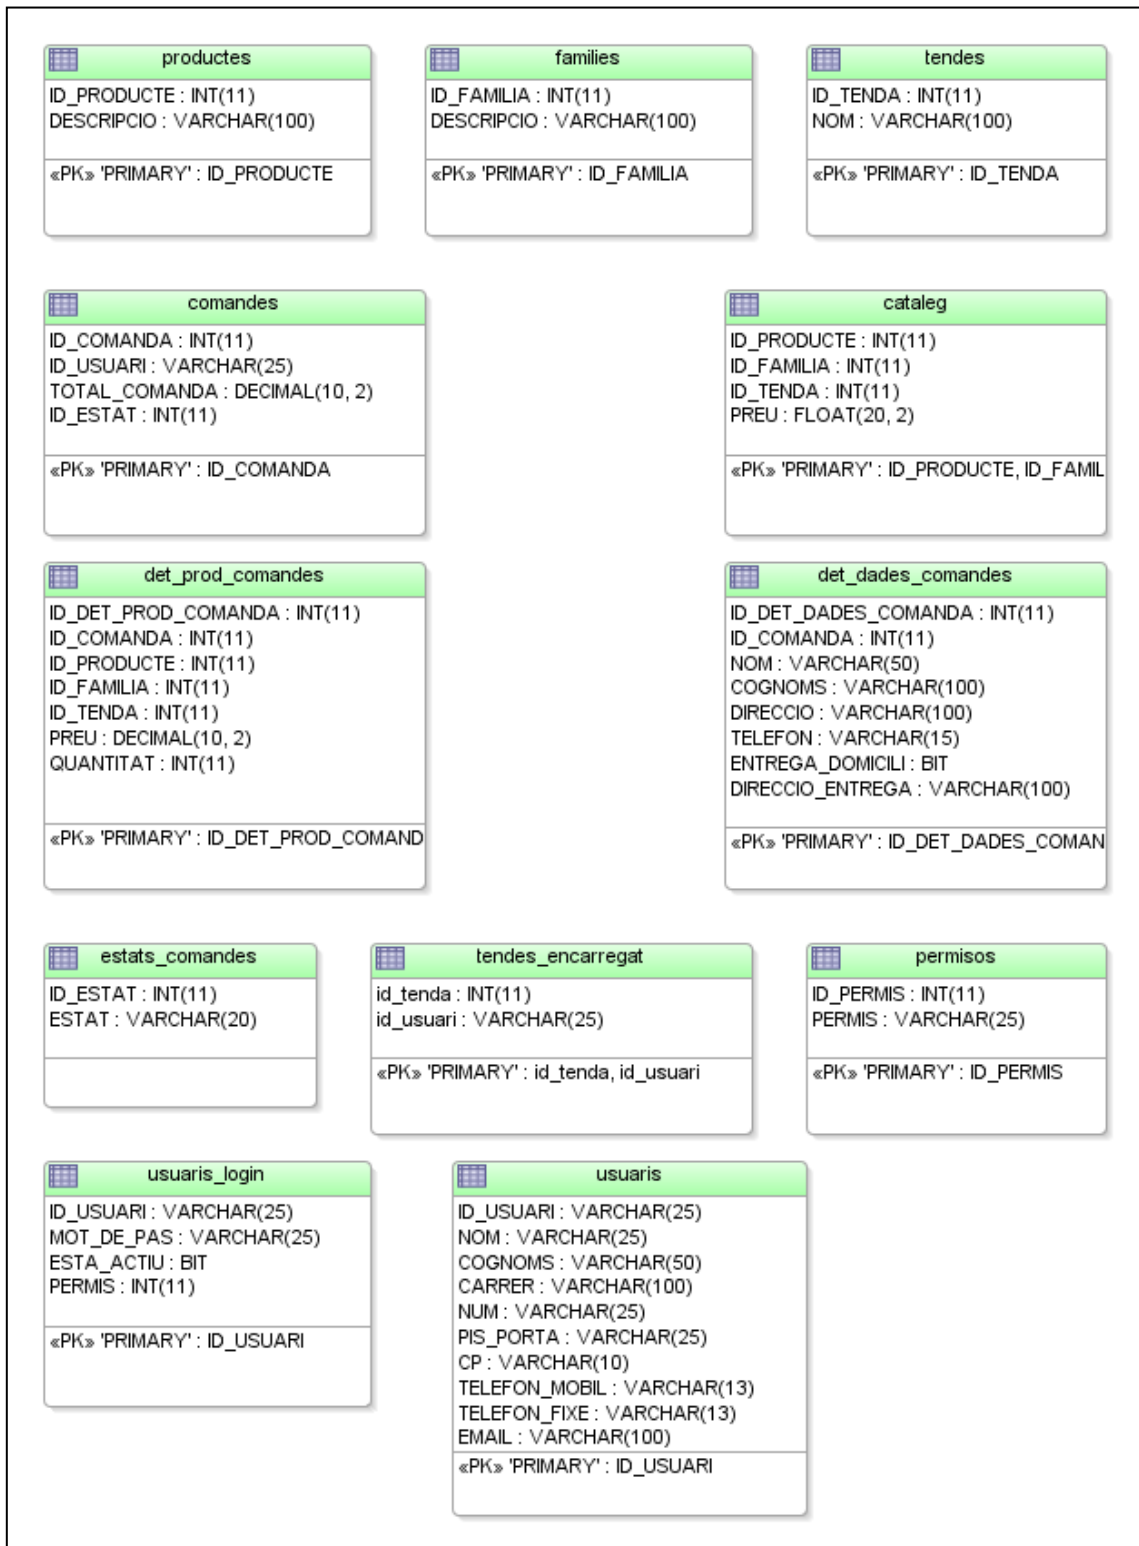 productes
ID_PRODUCTE : INT(11)
DESCRIPCIO : VARCHAR(100)
«PK» 'PRIMARY' : ID_PRODUCTE
families
ID_FAMILIA : INT(11)
DESCRIPCIO : VARCHAR(100)
«PK» 'PRIMARY' : ID_FAMILIA
tendes
ID_TENDA : INT(11)
NOM : VARCHAR(100)
«PK» 'PRIMARY' : ID_TENDA
comandes
ID_COMANDA : INT(11)
ID_USUARI : VARCHAR(25)
TOTAL_COMANDA : DECIMAL(10, 2)
ID_ESTAT : INT(11)
«PK» 'PRIMARY' : ID_COMANDA
cataleg
ID_PRODUCTE : INT(11)
ID_FAMILIA : INT(11)
ID_TENDA : INT(11)
PREU : FLOAT(20, 2)
«PK» 'PRIMARY' : ID_PRODUCTE, ID_FAMIL
det_prod_comandes
ID_DET_PROD_COMANDA : INT(11)
ID_COMANDA : INT(11)
ID_PRODUCTE : INT(11)
ID_FAMILIA : INT(11)
ID_TENDA : INT(11)
PREU : DECIMAL(10, 2)
QUANTITAT : INT(11)
«PK» 'PRIMARY' : ID_DET_PROD_COMAND
det_dades_comandes
ID_DET_DADES_COMANDA : INT(11)
ID_COMANDA : INT(11)
NOM : VARCHAR(50)
COGNOMS : VARCHAR(100)
DIRECCIO : VARCHAR(100)
TELEFON : VARCHAR(15)
ENTREGA_DOMICILI : BIT
DIRECCIO_ENTREGA : VARCHAR(100)
«PK» 'PRIMARY' : ID_DET_DADES_COMAN
estats_comandes
ID_ESTAT : INT(11)
ESTAT : VARCHAR(20)
tendes_encarregat
id_tenda : INT(11)
id_usuari : VARCHAR(25)
«PK» 'PRIMARY' : id_tenda, id_usuari
permisos
ID_PERMIS : INT(11)
PERMIS : VARCHAR(25)
«PK» 'PRIMARY' : ID_PERMIS
usuaris_login
ID_USUARI : VARCHAR(25)
MOT_DE_PAS : VARCHAR(25)
ESTA_ACTIU : BIT
PERMIS : INT(11)
«PK» 'PRIMARY' : ID_USUARI
usuaris
ID_USUARI : VARCHAR(25)
NOM : VARCHAR(25)
COGNOMS : VARCHAR(50)
CARRER : VARCHAR(100)
NUM : VARCHAR(25)
PIS_PORTA : VARCHAR(25)
CP : VARCHAR(10)
TELEFON_MOBIL : VARCHAR(13)
TELEFON_FIXE : VARCHAR(13)
EMAIL : VARCHAR(100)
«PK» 'PRIMARY' : ID_USUARI